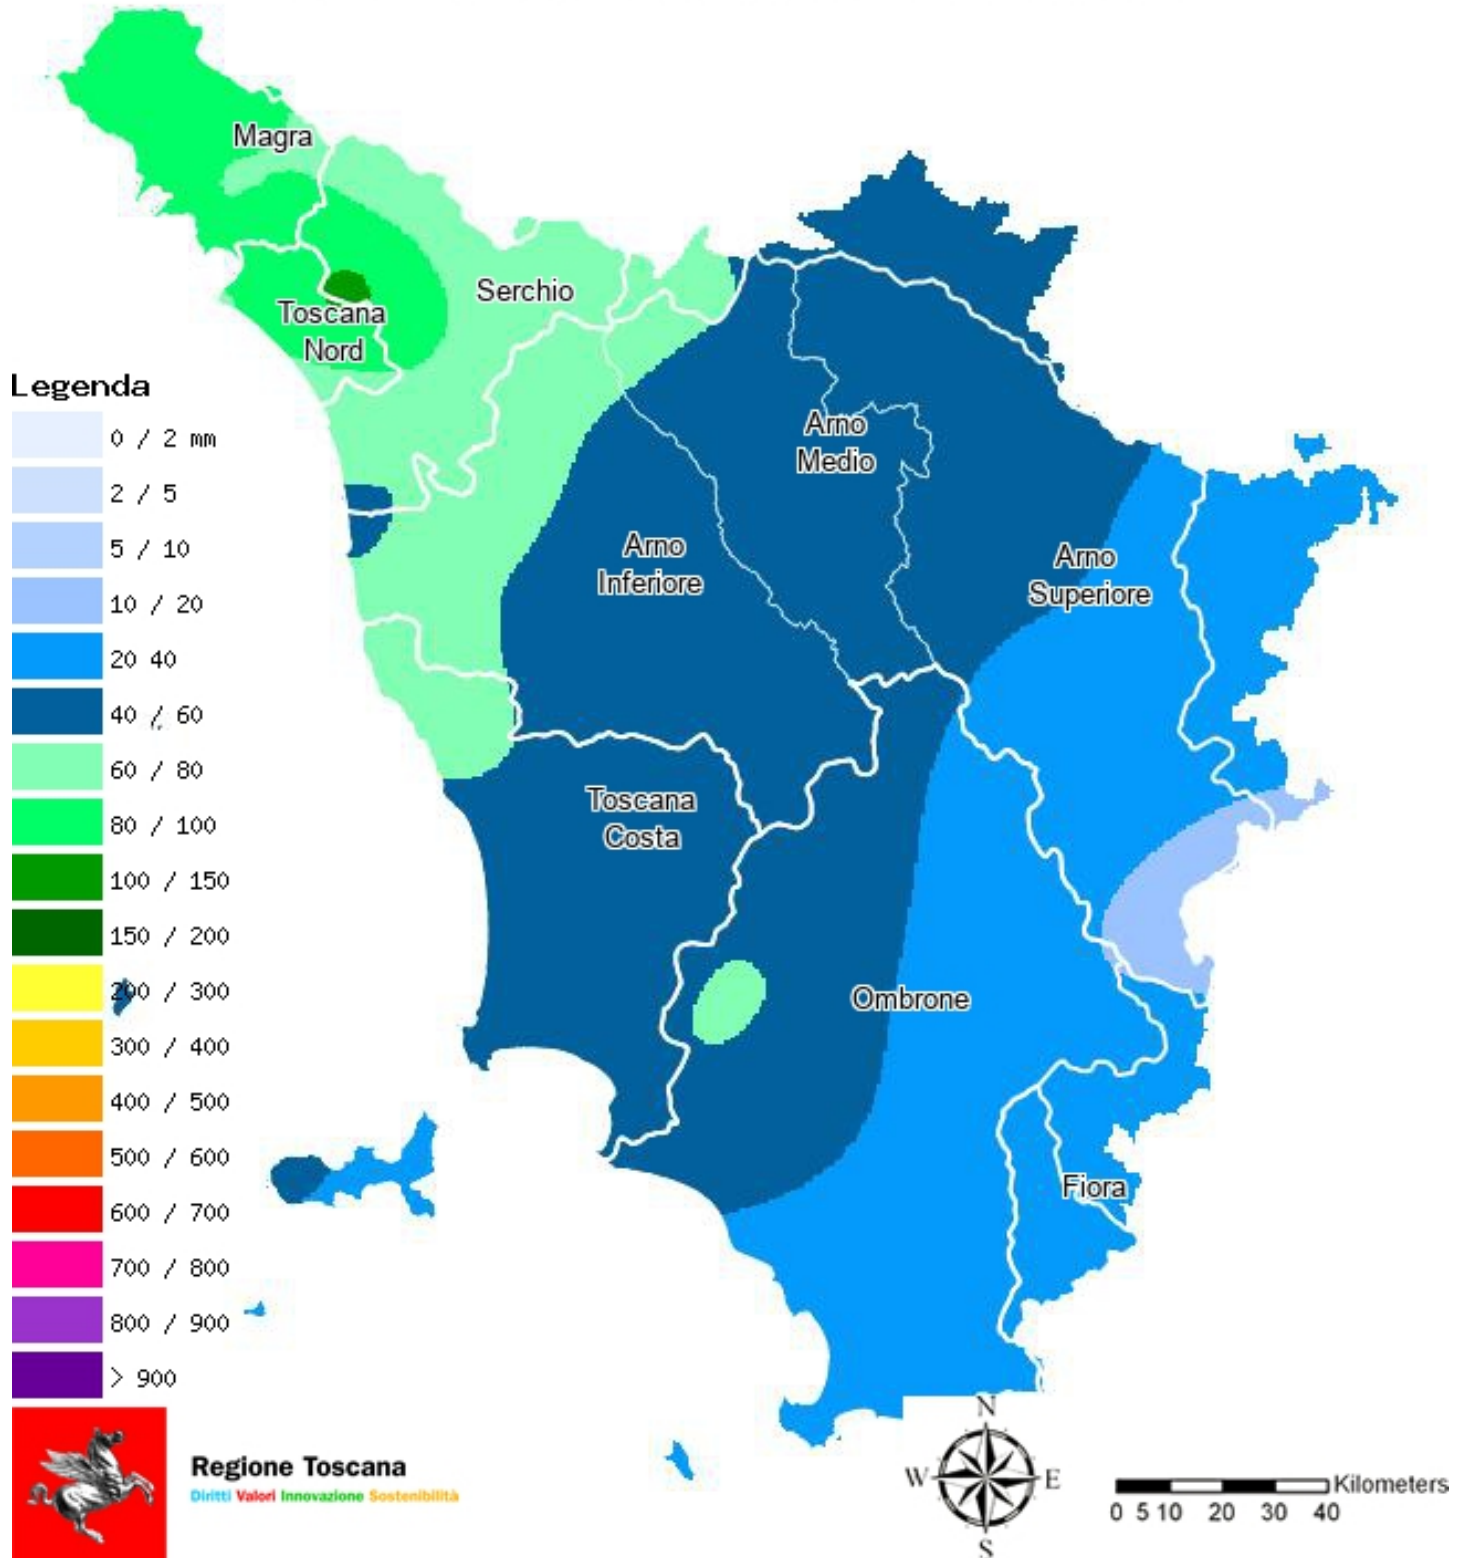 Magra
Serchio
Toscana
Nord
Legenda
0 / 2 mm
2 / 5
5 / 10
10 / 20
20 40
40 / 60
60 / 80
80 / 100
100 / 150
150 / 200
200 / 300
300 / 400
400 / 500
500 / 600
600 / 700
700 / 800
800 / 900
> 900
Arno
Medio
Arno
Inferiore
Arno
Superiore
Toscana
Costa
Ombrone
Fiora
Regione Toscana
Diritti Valori Innovazione Sostenibilità
N
W E
S
Kilometers
0 5 10 20 30 40